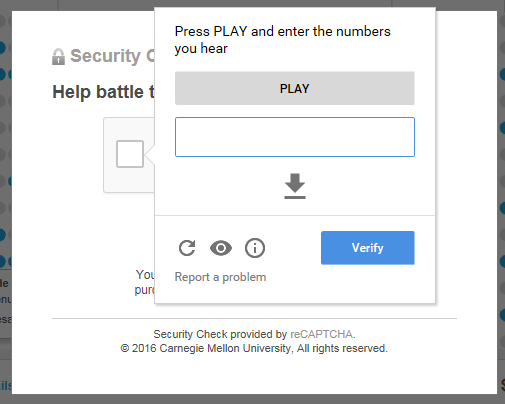 Press PLAY and enter the numbers
you hear
Security C
Help battle t
PLAY
Verify
Report a problem
You
purc
Security Check provided by reCAPTCHA.
© 2016 Carnegie Mellon University, All rights reserved.